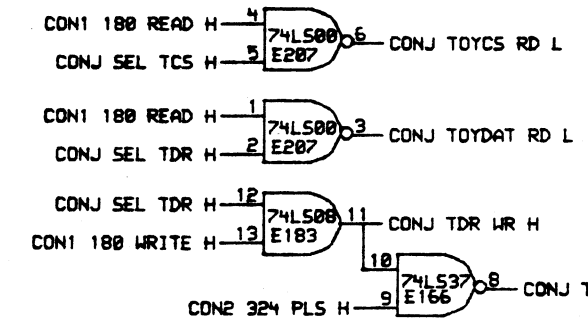 CON1 180 READ H 4
74LS00 6 CONJ TOYCS RD L
CONJ SEL TCS H 5 E207
CON1 180 READ H 1
74LS00 3 CONJ TOYDAT RD L
CONJ SEL TDR H 2 E207
CONJ SEL TDR H 12
74LS08 11 CONJ TDR WR H
CON1 180 WRITE H 13 E183
10
74LS37 8 CONJ T
CON2 324 PLS H 9 E166